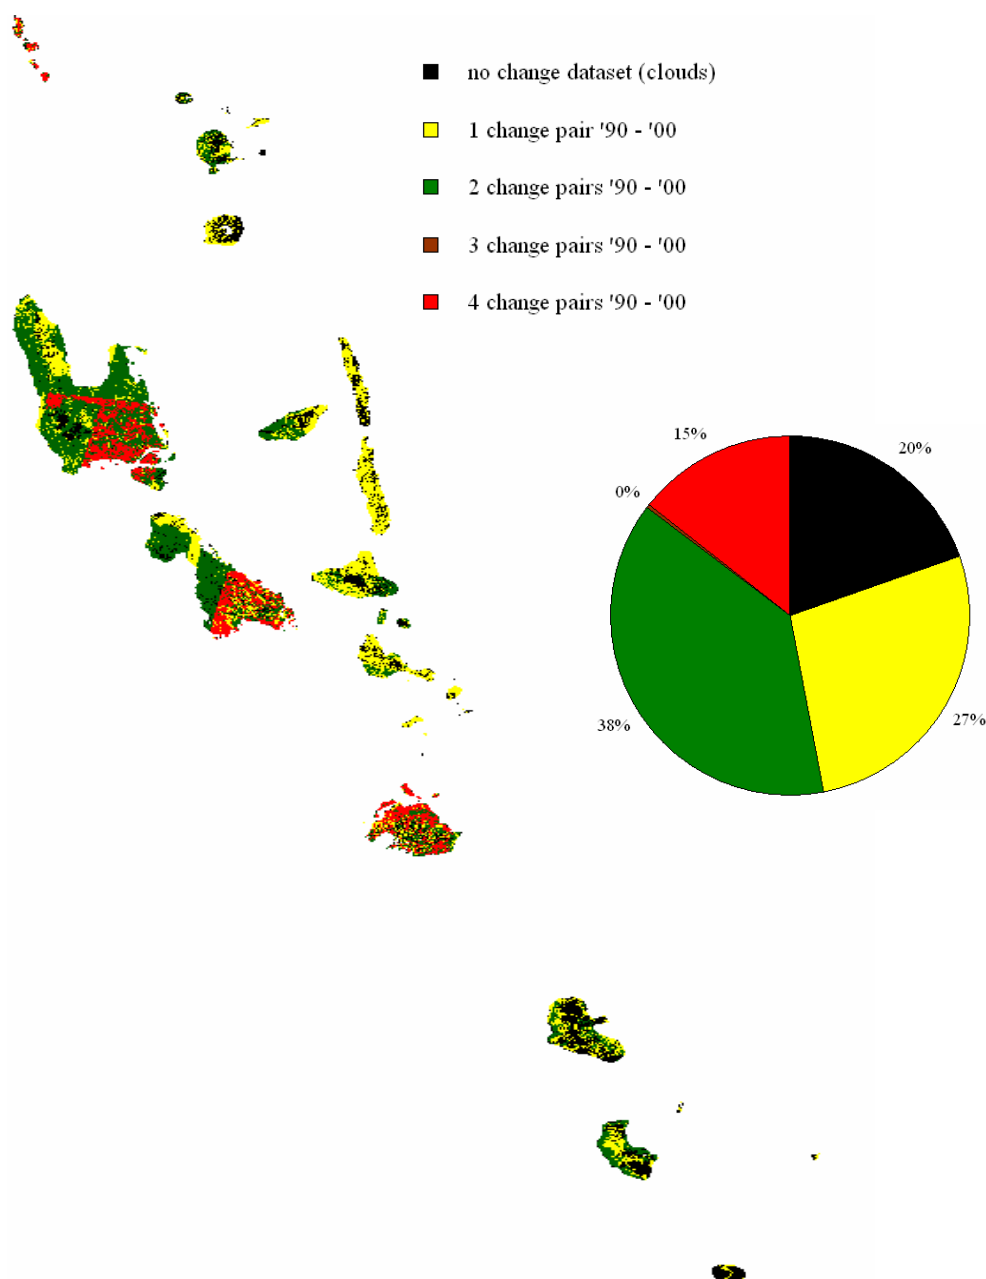 no change dataset (clouds)
1 change pair '90 - '00
2 change pairs '90 - '00
3 change pairs '90 - '00
4 change pairs '90 - '00
15%
20%
0%
38%
27%